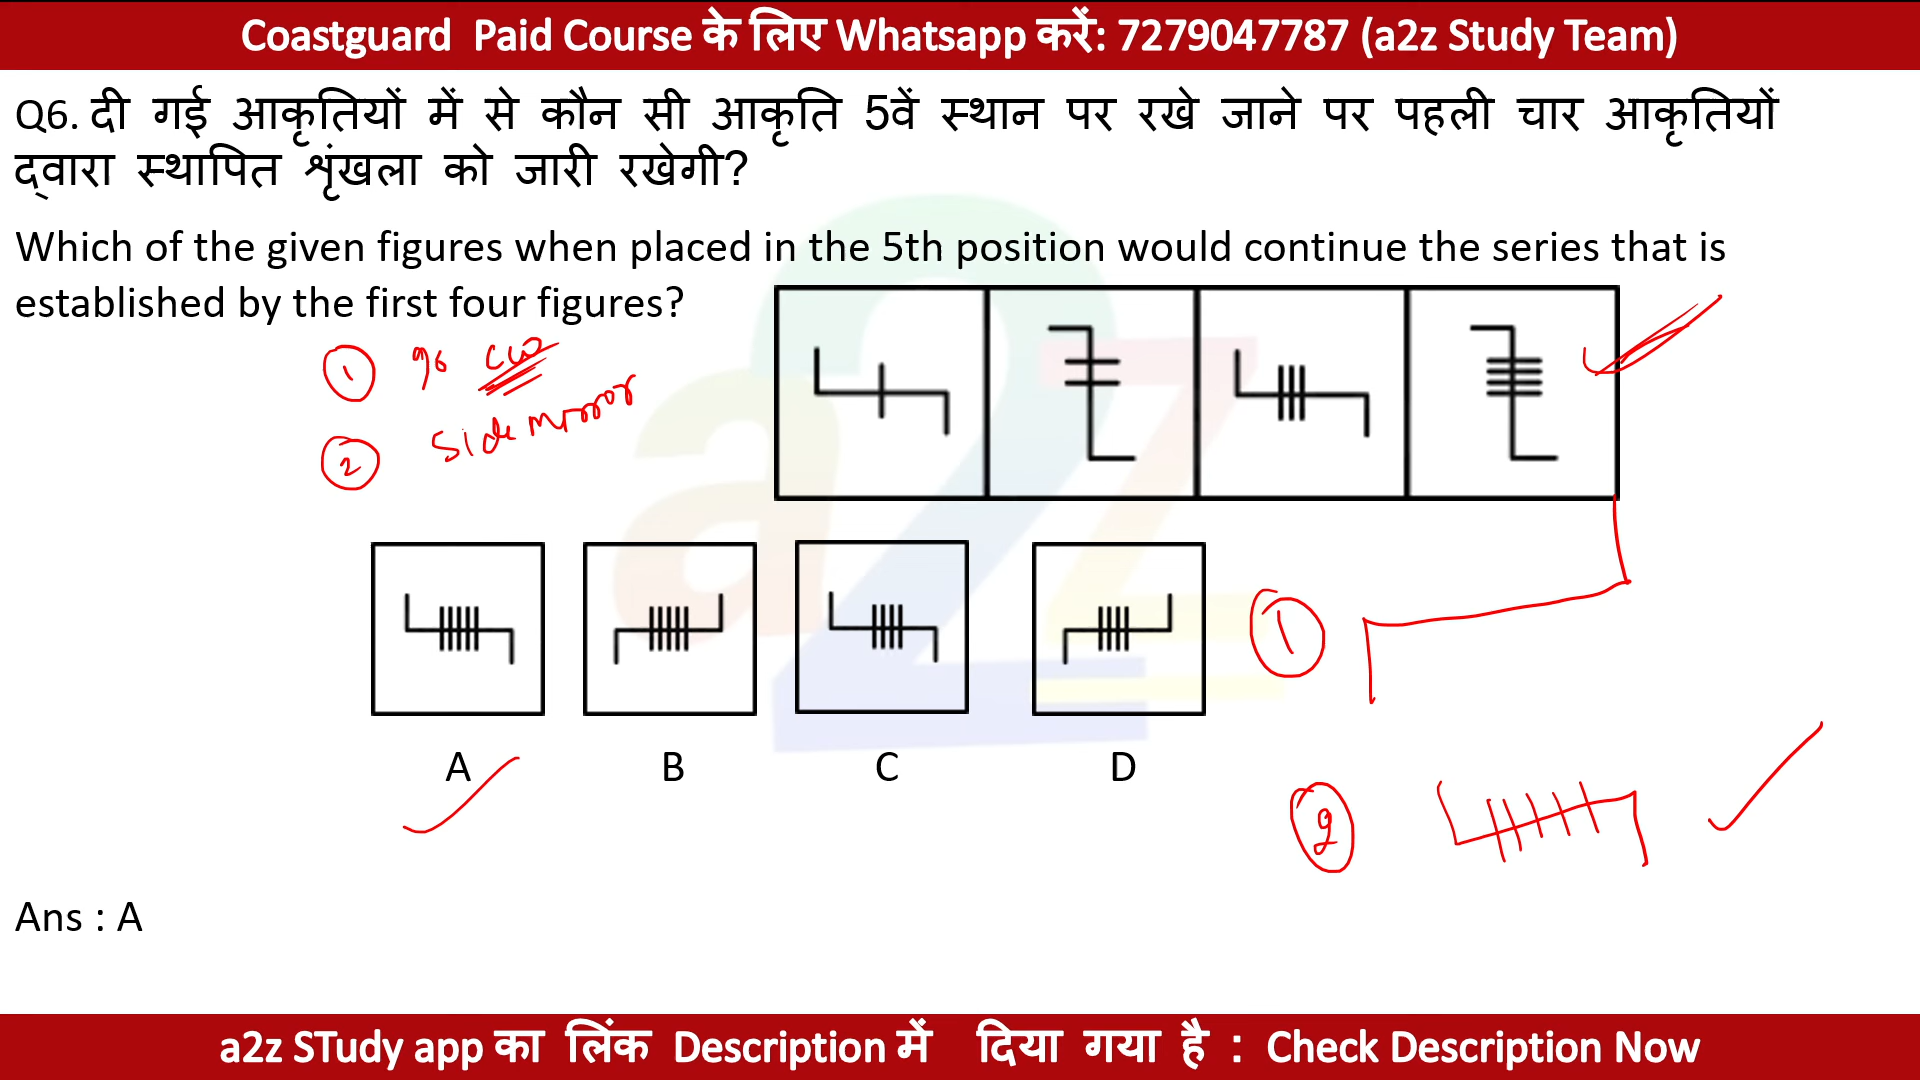 Coastguard Paid Course के लिए Whatsapp करें: 7279047787 (a2z Study Team)
Q6. दी गई आकृतियों में से कौन सी आकृति 5वें स्थान पर रखे जाने पर पहली चार आकृतियों
द्वारा स्थापित शृंखला को जारी रखेगी?
Which of the given figures when placed in the 5th position would continue the series that is
established by the first four figures?
1 90 CW
2 Side mirror
1
A B C D
2
Ans : A
a2z STudy app का लिंक Description में दिया गया है : Check Description Now
a2z